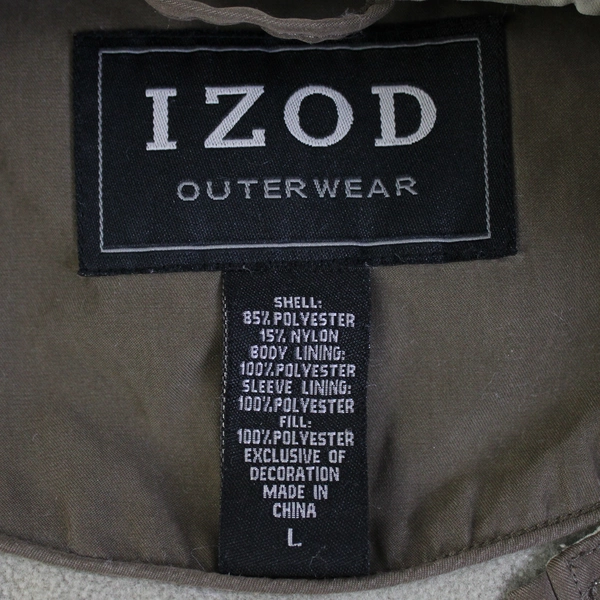 IZOD
OUTERWEAR
SHELL:
85% POLYESTER
15% NYLON
BODY LINING:
100% POLYESTER
SLEEVE LINING:
100% POLYESTER
FILL:
100% POLYESTER
EXCLUSIVE OF
DECORATION
MADE IN
CHINA
L